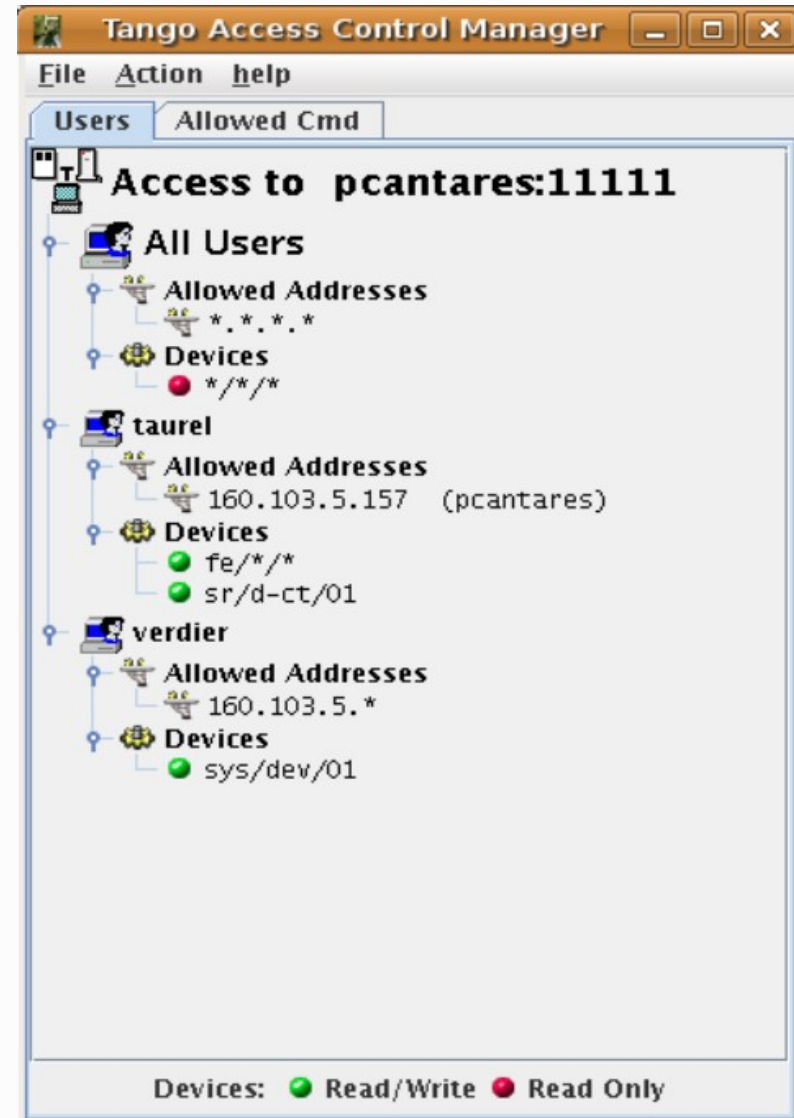 Tango Access Control Manager
File Action help
Users Allowed Cmd
Access to pcantares:11111
All Users
Allowed Addresses
*.*.*.*
Devices
*/*/*
taurel
Allowed Addresses
160.103.5.157 (pcantares)
Devices
fe/*/*
sr/d-ct/01
verdier
Allowed Addresses
160.103.5.*
Devices
sys/dev/01
Devices: Read/Write Read Only